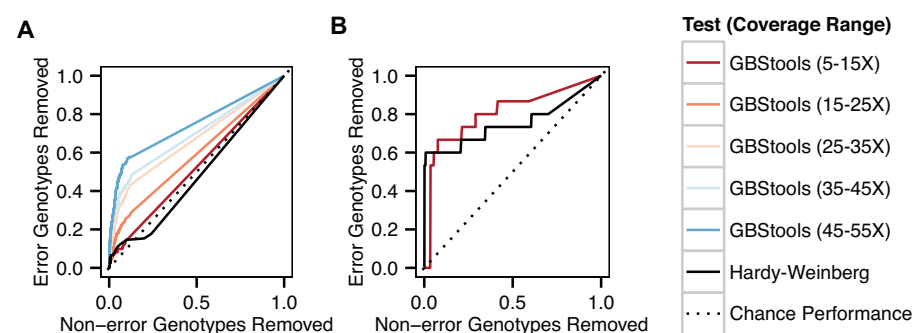 A
Error Genotypes Removed
1.0
0.8
0.6
0.4
0.2
0.0
0.0 0.5 1.0
Non−error Genotypes Removed
B
Error Genotypes Removed
1.0
0.8
0.6
0.4
0.2
0.0
0.0 0.5 1.0
Non−error Genotypes Removed
Test (Coverage Range)
GBStools (5-15X)
GBStools (15-25X)
GBStools (25-35X)
GBStools (35-45X)
GBStools (45-55X)
Hardy-Weinberg
Chance Performance